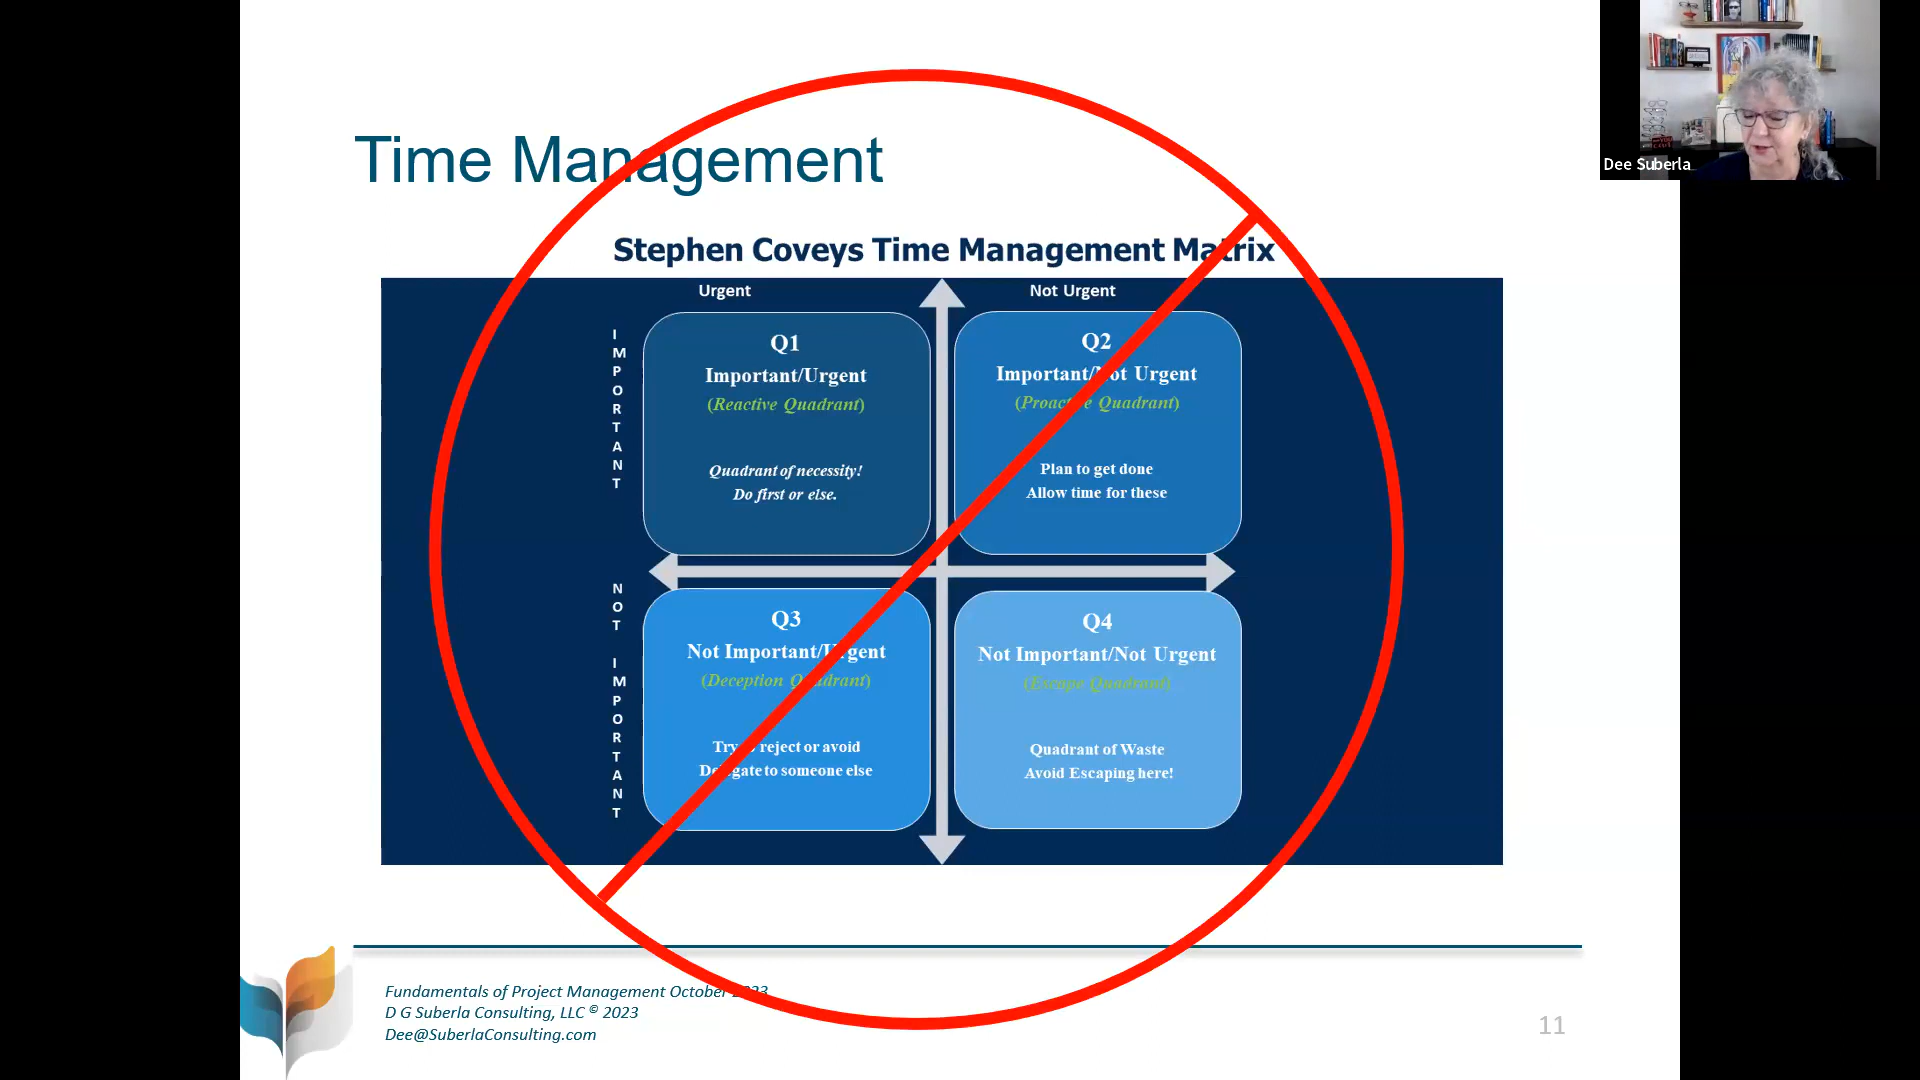 Time Management
Dee Suberla
Stephen Coveys Time Management Matrix
Urgent
Not Urgent
IMPORTANT
Q1
Important/Urgent
(Reactive Quadrant)
Quadrant of necessity!
Do first or else.
Q2
Important/Not Urgent
(Proactive Quadrant)
Plan to get done
Allow time for these
NOT IMPORTANT
Q3
Not Important/Urgent
(Deception Quadrant)
Try to reject or avoid
Delegate to someone else
Q4
Not Important/Not Urgent
(Escape Quadrant)
Quadrant of Waste
Avoid Escaping here!
Fundamentals of Project Management October 2023
D G Suberla Consulting, LLC © 2023
Dee@SuberlaConsulting.com
11